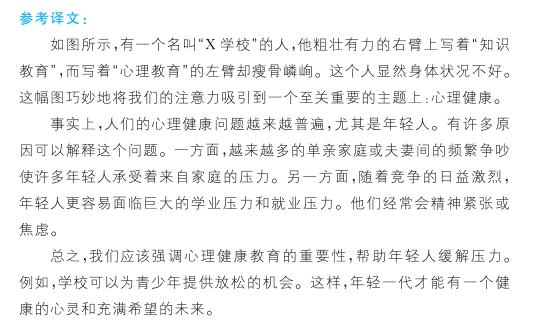 参考译文：
如图所示，有一个名叫“X 学校”的人，他粗壮有力的右臂上写着“知识
教育”，而写着“心理教育”的左臂却瘦骨嶙峋。这个人显然身体状况不好。
这幅图巧妙地将我们的注意力吸引到一个至关重要的主题上：心理健康。
事实上，人们的心理健康问题越来越普遍，尤其是年轻人。有许多原
因可以解释这个问题。一方面，越来越多的单亲家庭或夫妻间的频繁争吵
使许多年轻人承受着来自家庭的压力。另一方面，随着竞争的日益激烈，
年轻人更容易面临巨大的学业压力和就业压力。他们经常会精神紧张或
焦虑。
总之，我们应该强调心理健康教育的重要性，帮助年轻人缓解压力。
例如，学校可以为青少年提供放松的机会。这样，年轻一代才能有一个健
康的心灵和充满希望的未来。